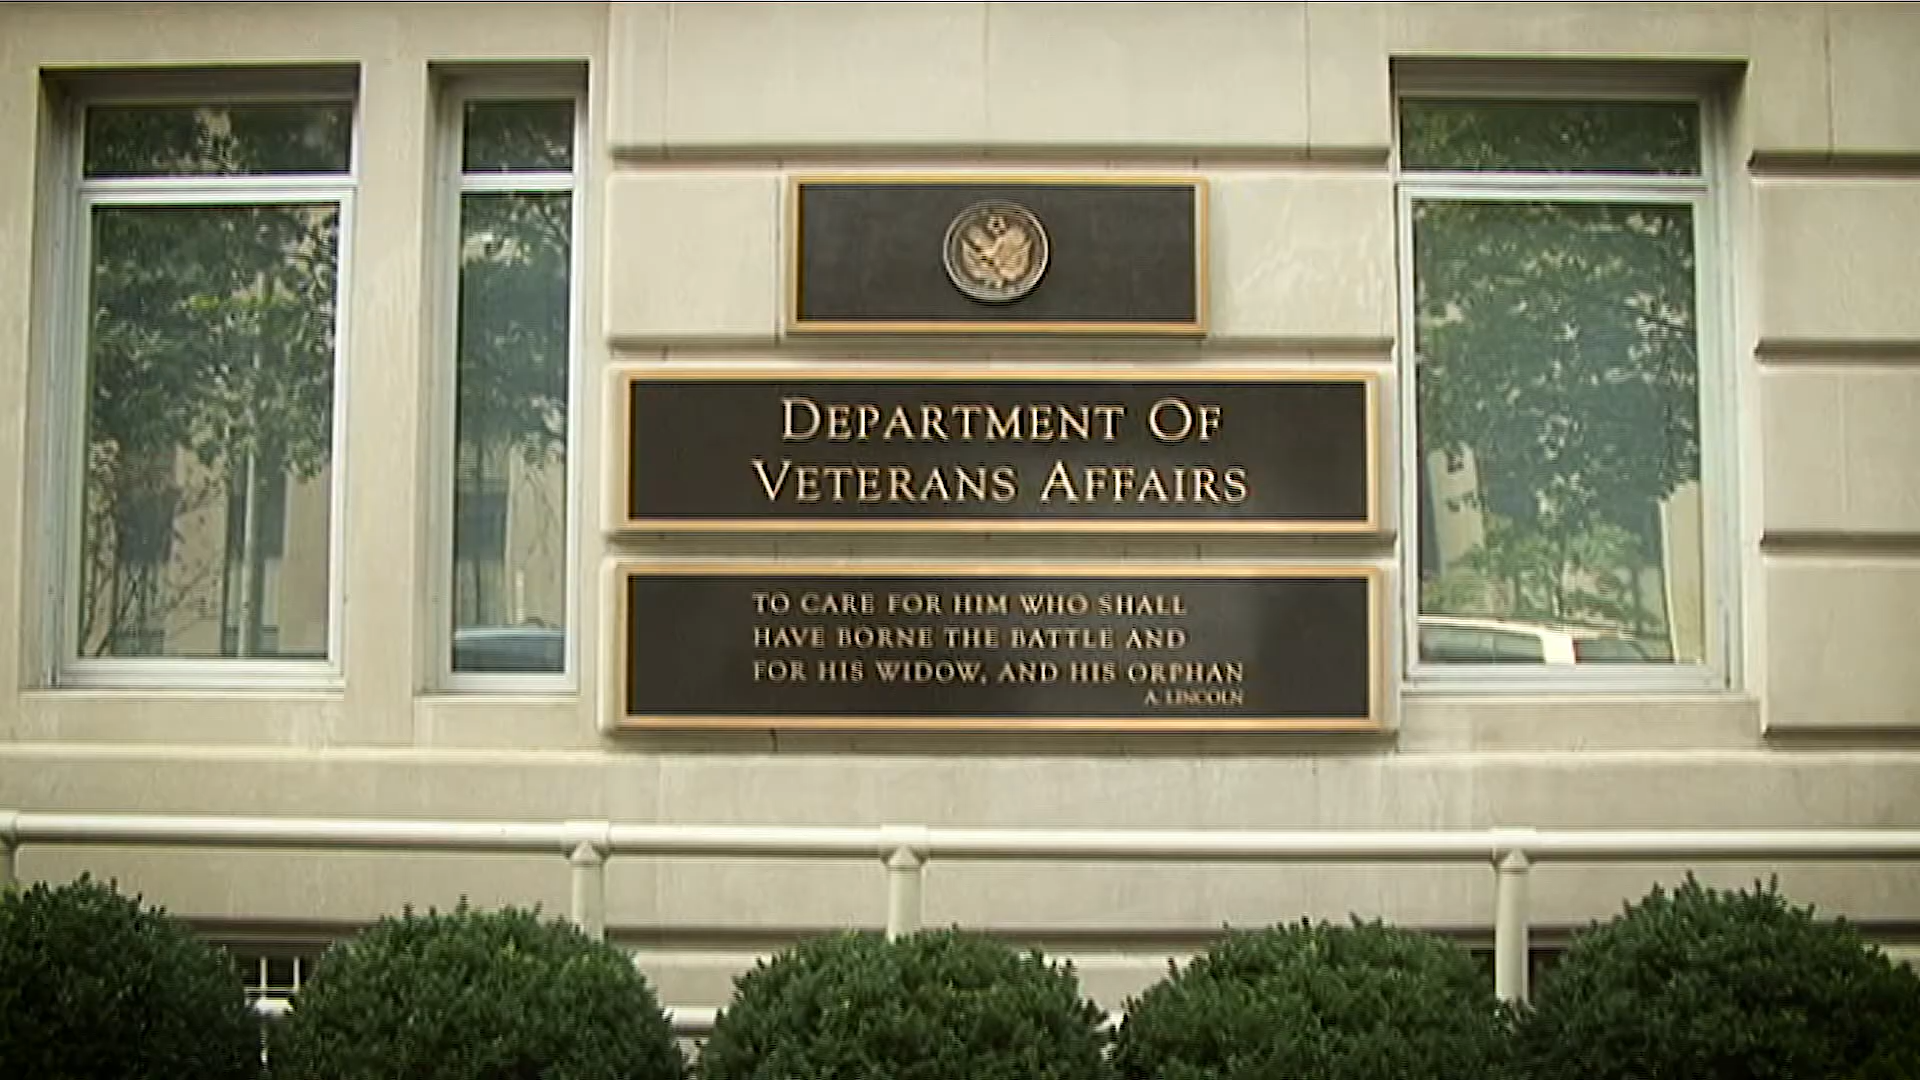 DEPARTMENT OF
VETERANS AFFAIRS
TO CARE FOR HIM WHO SHALL
HAVE BORNE THE BATTLE AND
FOR HIS WIDOW, AND HIS ORPHAN
A. LINCOLN